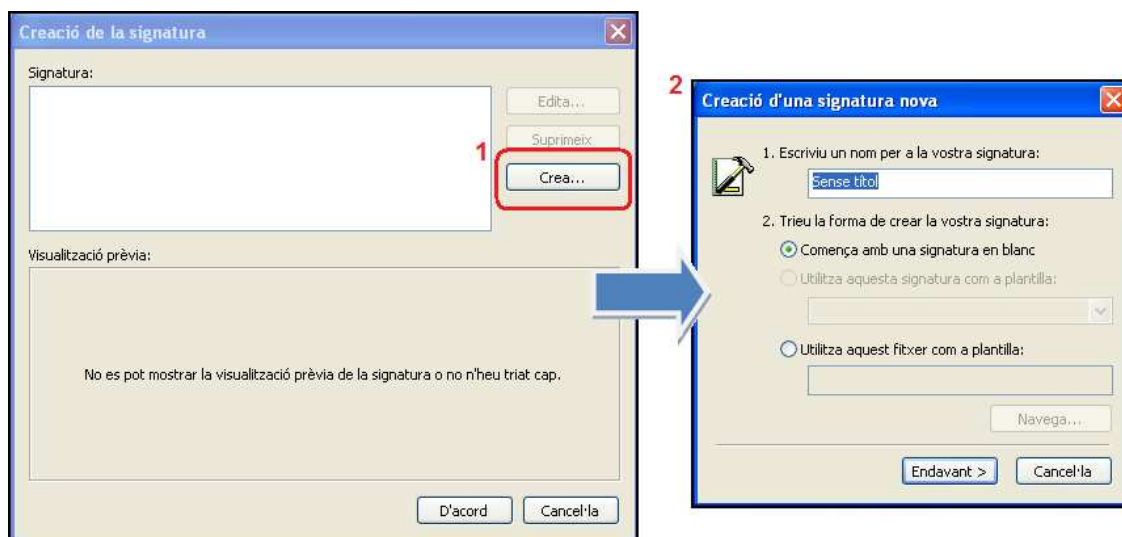 Creació de la signatura
Signatura:
Edita...
Suprimeix
1
Crea...
Visualització prèvia:
No es pot mostrar la visualització prèvia de la signatura o no n'heu triat cap.
D'acord
Cancel·la
2
Creació d'una signatura nova
1. Escriviu un nom per a la vostra signatura:
Sense títol
2. Trieu la forma de crear la vostra signatura:
Comença amb una signatura en blanc
Utilitza aquesta signatura com a plantilla:
Utilitza aquest fitxer com a plantilla:
Navega...
Endavant >
Cancel·la